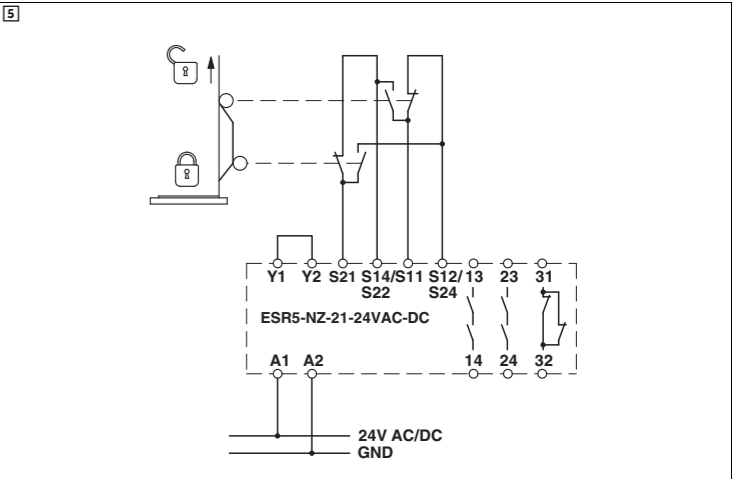 5
Y1 Y2 S21 S14/S11 S12/ 13 23 31
S22 S24
ESR5-NZ-21-24VAC-DC
A1 A2 14 24 32
24V AC/DC
GND